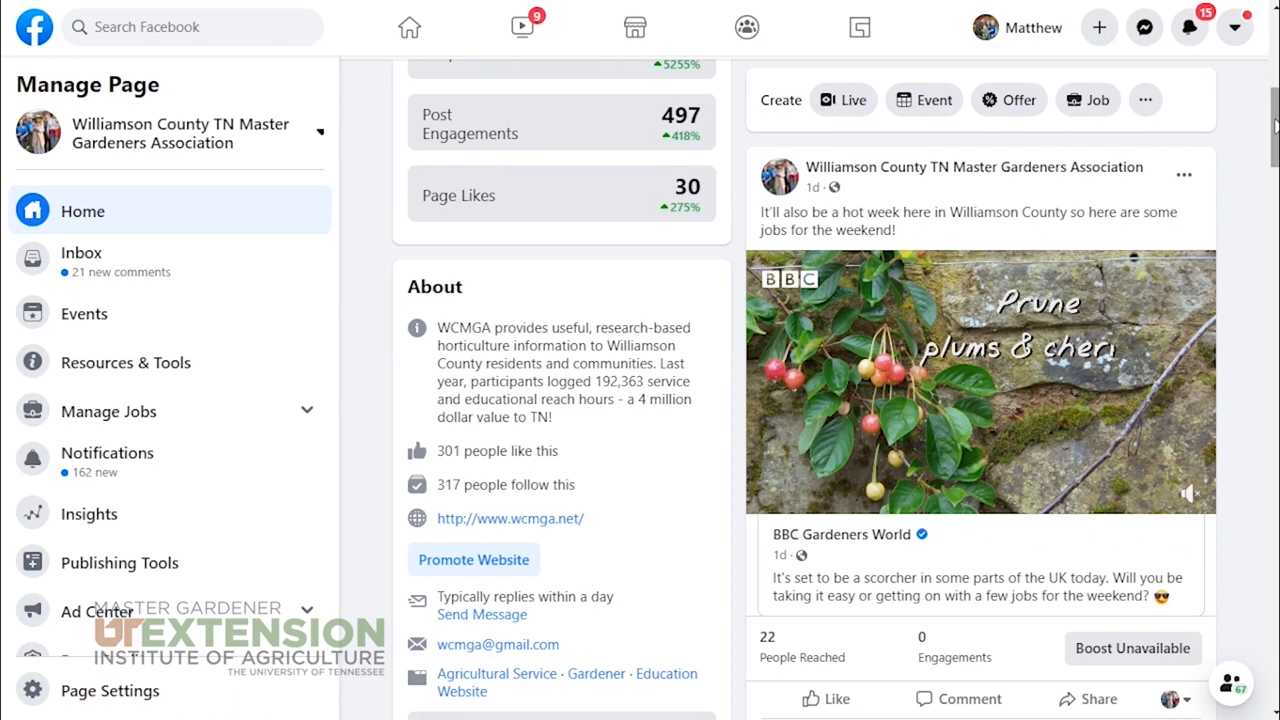 Search Facebook
9
Matthew
15
Manage Page
Williamson County TN Master
Gardeners Association
Home
Inbox
21 new comments
Events
Resources & Tools
Manage Jobs
Notifications
162 new
Insights
Publishing Tools
Ad Center
Page Settings
MASTER GARDENER
UT EXTENSION
INSTITUTE OF AGRICULTURE
THE UNIVERSITY OF TENNESSEE
5255%
Post
Engagements
497
418%
Page Likes
30
275%
About
WCMGA provides useful, research-based
horticulture information to Williamson
County residents and communities. Last
year, participants logged 192,363 service
and educational reach hours - a 4 million
dollar value to TN!
301 people like this
317 people follow this
http://www.wcmga.net/
Promote Website
Typically replies within a day
Send Message
wcmga@gmail.com
Agricultural Service · Gardener · Education
Website
Create
Live
Event
Offer
Job
Williamson County TN Master Gardeners Association
1d ·
It'll also be a hot week here in Williamson County so here are some
jobs for the weekend!
BBC
Prune
plums & cheri
BBC Gardeners World
1d ·
It's set to be a scorcher in some parts of the UK today. Will you be
taking it easy or getting on with a few jobs for the weekend? 😎
22
People Reached
0
Engagements
Boost Unavailable
Like
Comment
Share
67